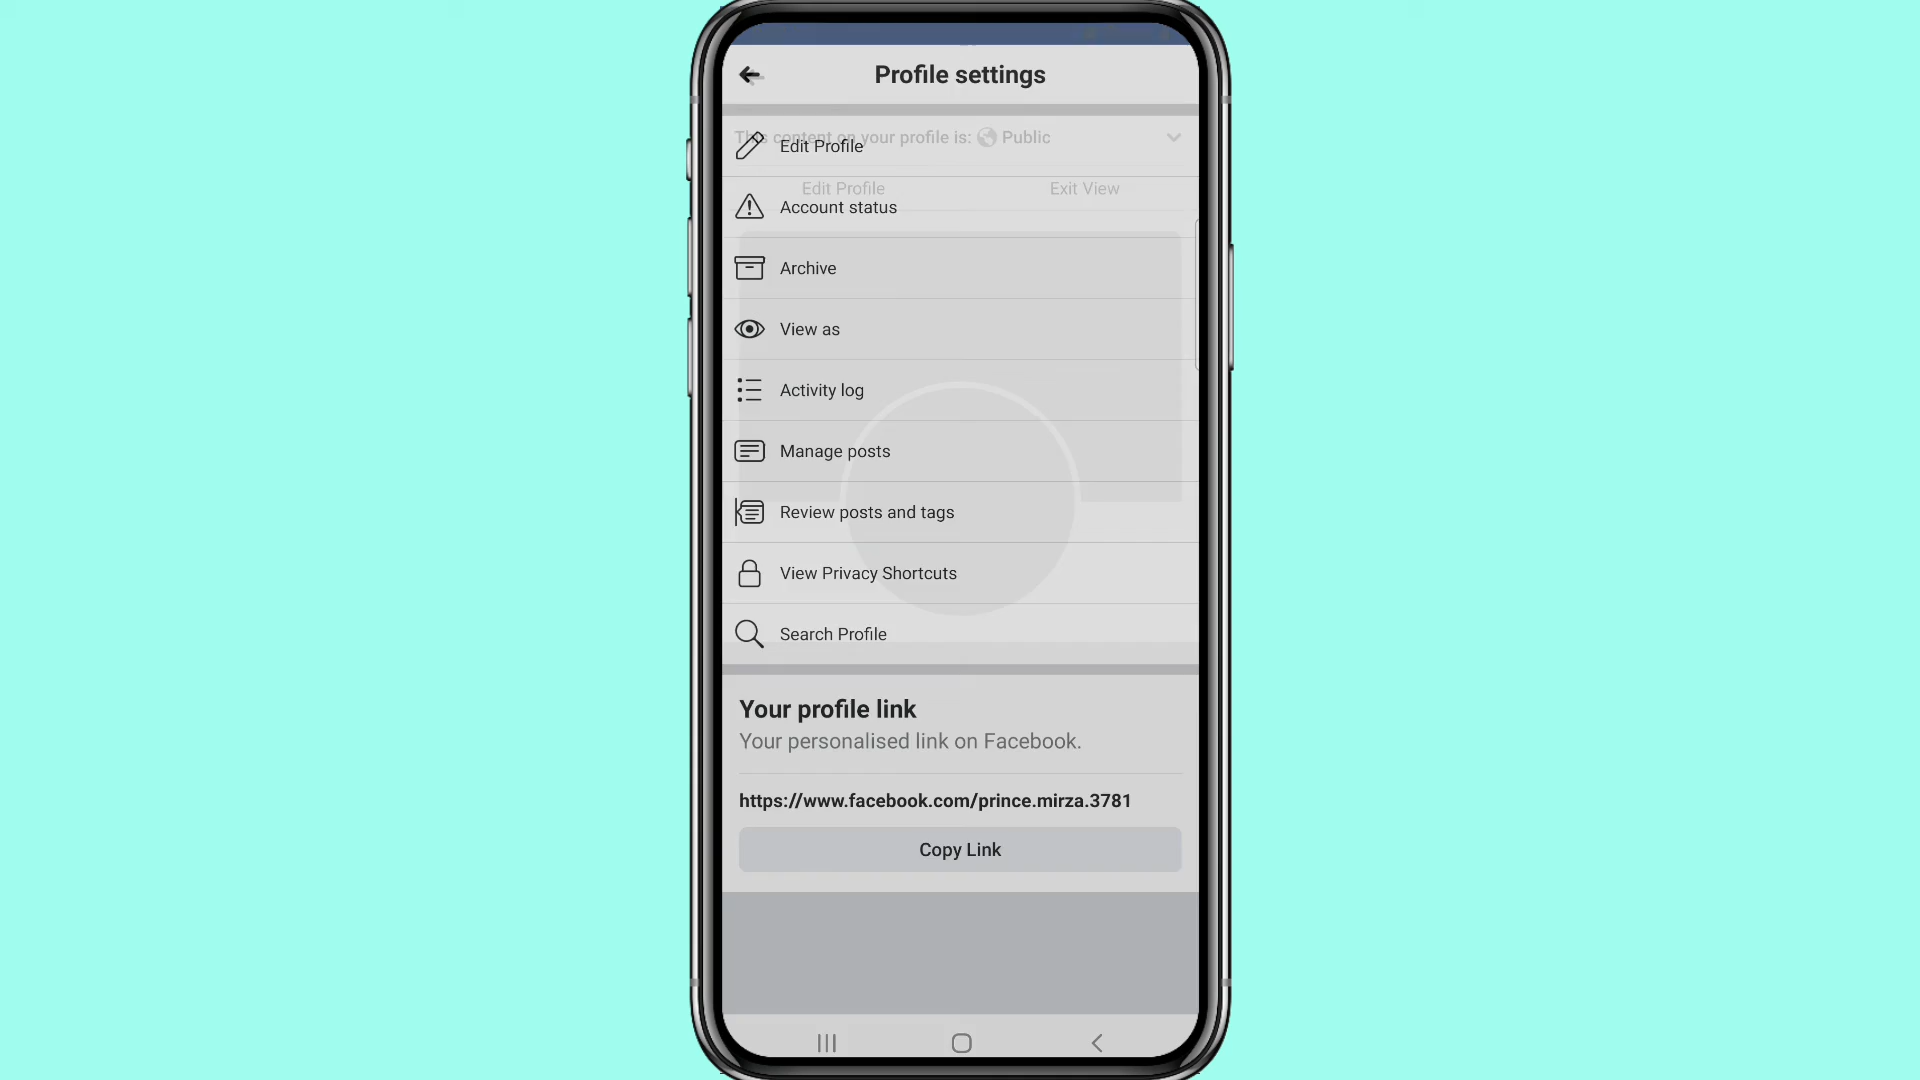 Profile settings
This content on your profile is: Public
Edit Profile
Edit Profile Exit View
Account status
Archive
View as
Activity log
Manage posts
Review posts and tags
View Privacy Shortcuts
Search Profile
Your profile link
Your personalised link on Facebook.
https://www.facebook.com/prince.mirza.3781
Copy Link